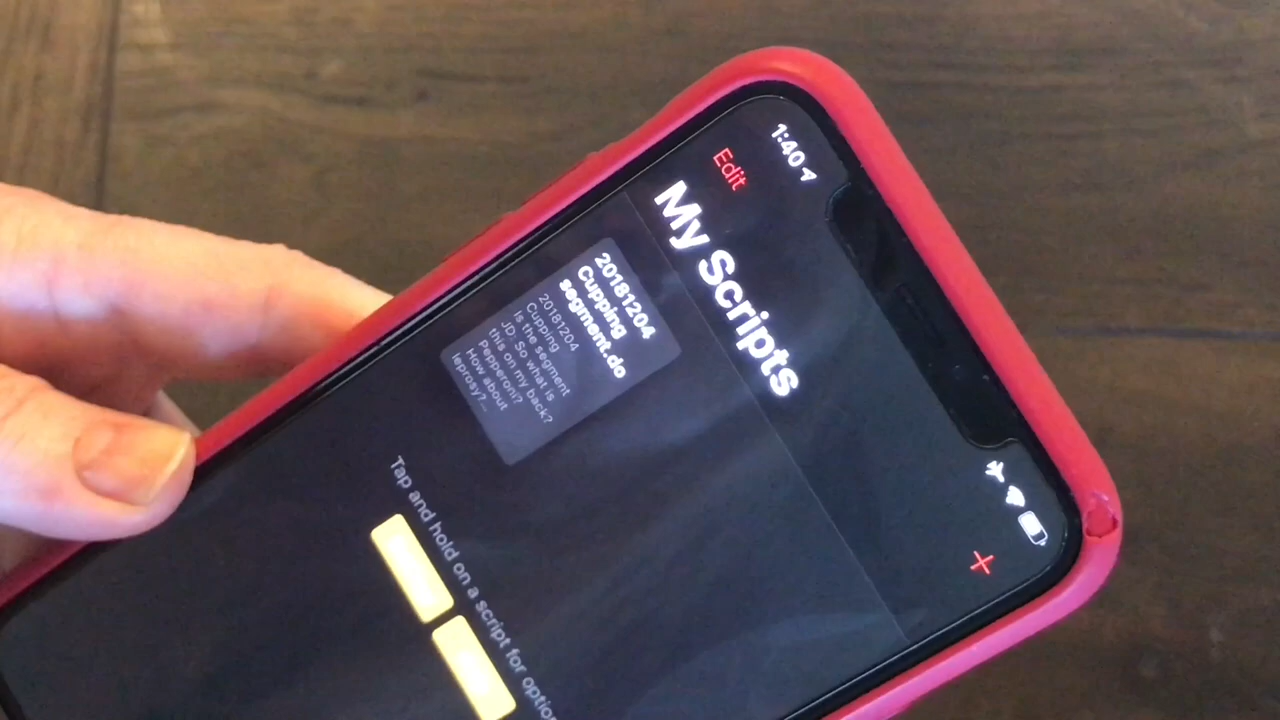 1:40
Edit
+
My Scripts
20181204
Cupping
segment.do
20181204
Cupping
Is the segment
JD: So what is
this on my back?
Pepperoni?
How about
leprosy?...
Tap and hold on a script for option